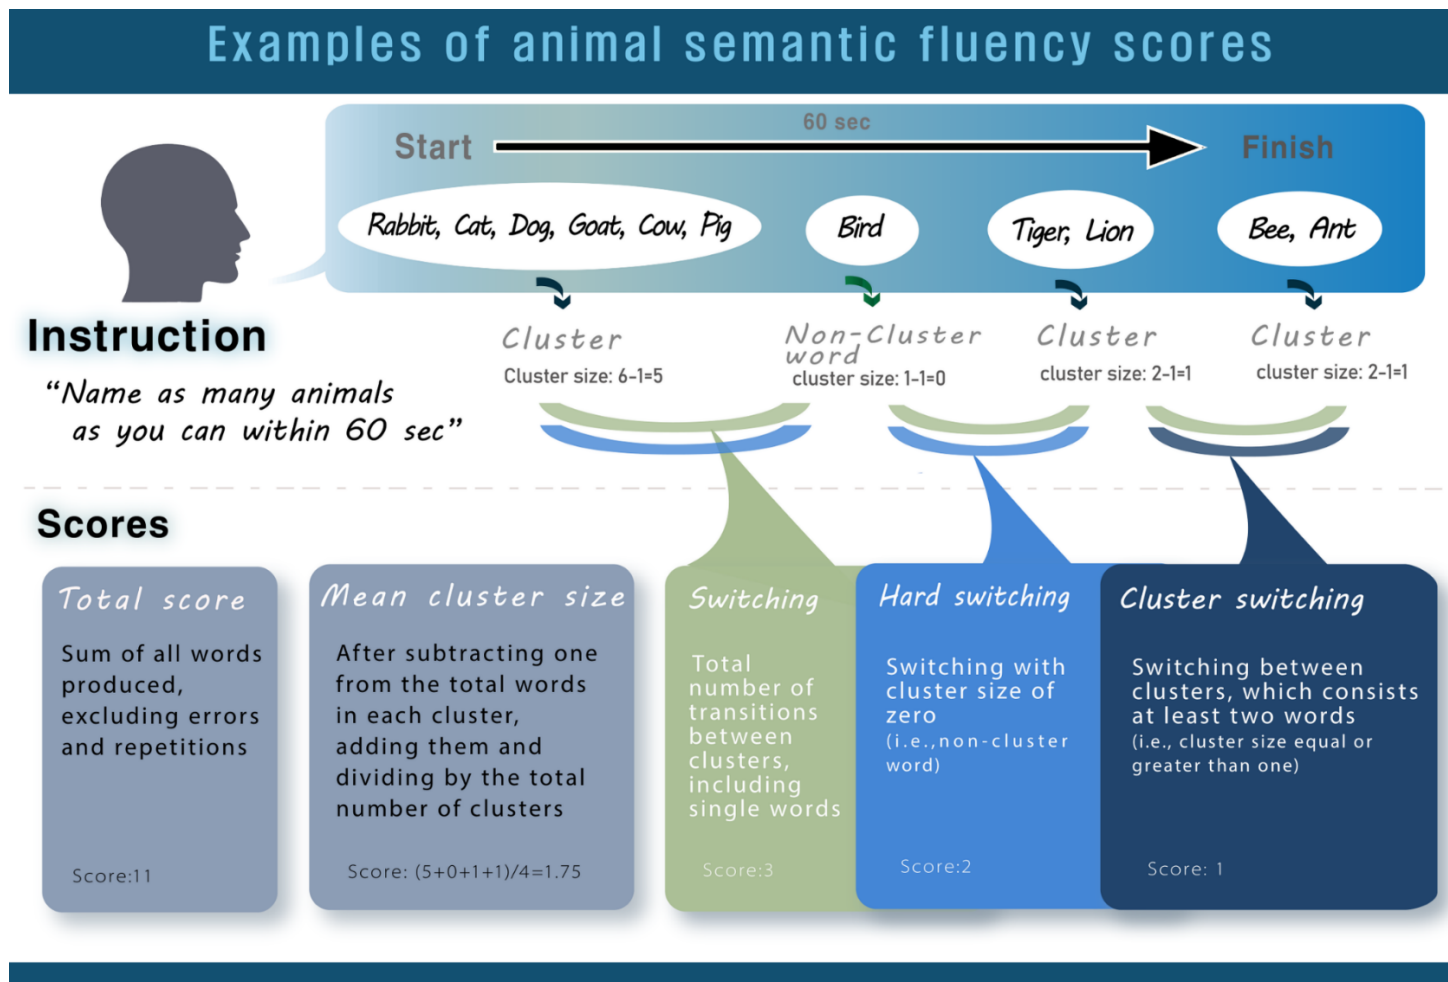 Examples of animal semantic fluency scores
60 sec
Start
Finish
Rabbit, Cat, Dog, Goat, Cow, Pig
Bird
Tiger, Lion
Bee, Ant
Instruction
“Name as many animals
as you can within 60 sec”
Cluster
Cluster size: 6-1=5
Non-Cluster
word
cluster size: 1-1=0
Cluster
cluster size: 2-1=1
Cluster
cluster size: 2-1=1
Scores
Total score
Sum of all words
produced,
excluding errors
and repetitions
Score:11
Mean cluster size
After subtracting one
from the total words
in each cluster,
adding them and
dividing by the total
number of clusters
Score: (5+0+1+1)/4=1.75
Switching
Total
number of
transitions
between
clusters,
including
single words
Score:3
Hard switching
Switching with
cluster size of
zero
(i.e.,non-cluster
word)
Score:2
Cluster switching
Switching between
clusters, which consists
at least two words
(i.e., cluster size equal or
greater than one)
Score: 1